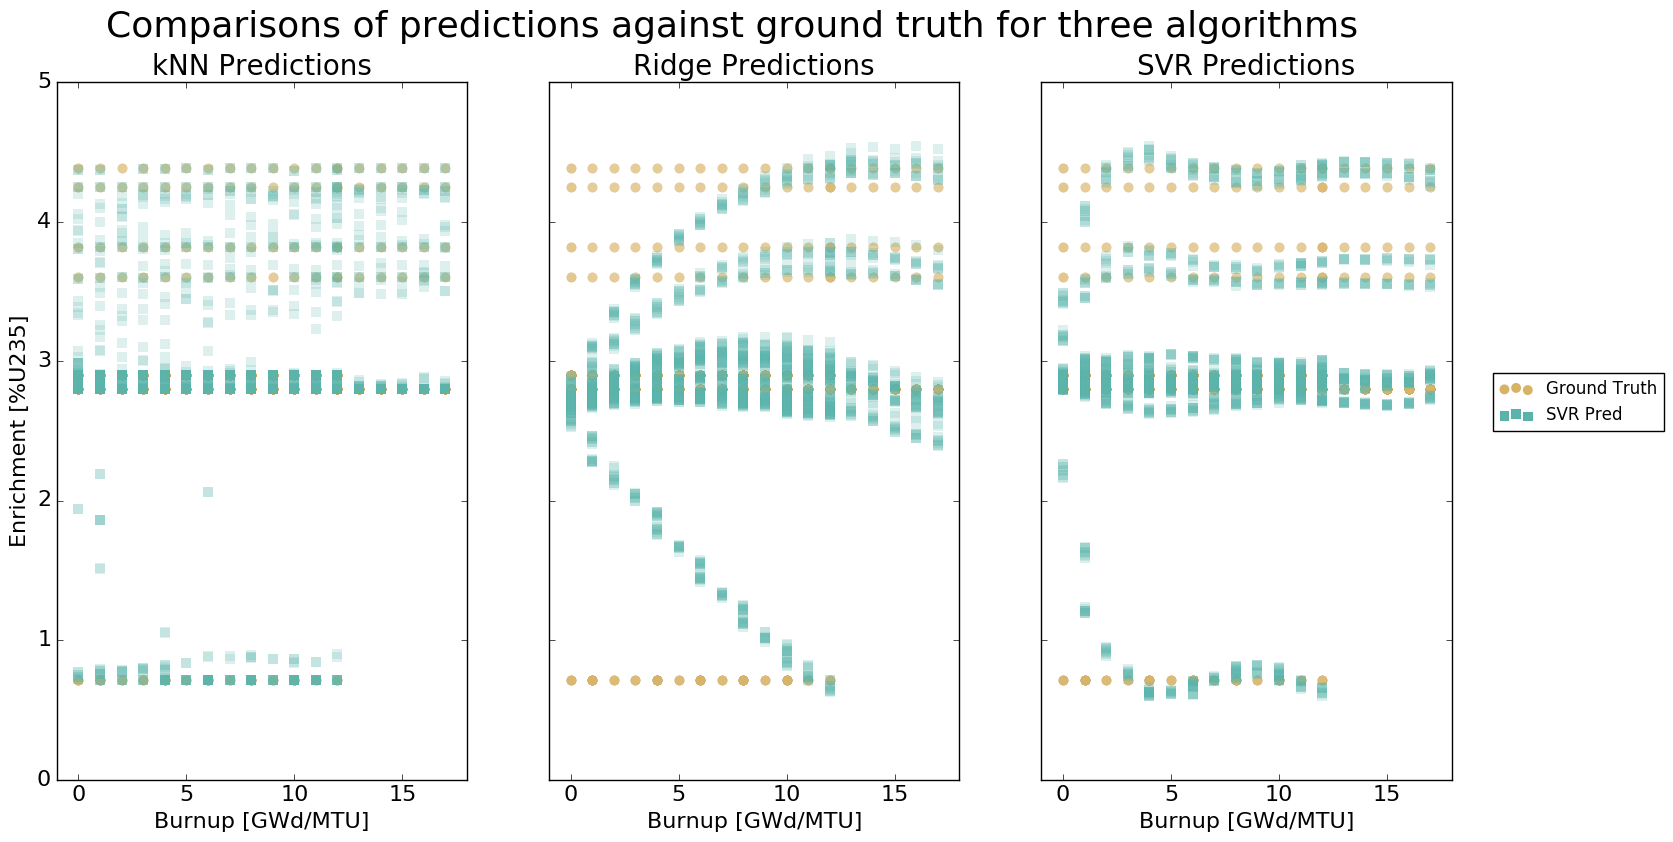 Comparisons of predictions against ground truth for three algorithms
kNN Predictions
Ridge Predictions
SVR Predictions
Enrichment [%U235]
5
4
3
2
1
0
0 5 10 15
0 5 10 15
0 5 10 15
Burnup [GWd/MTU]
Burnup [GWd/MTU]
Burnup [GWd/MTU]
Ground Truth
SVR Pred